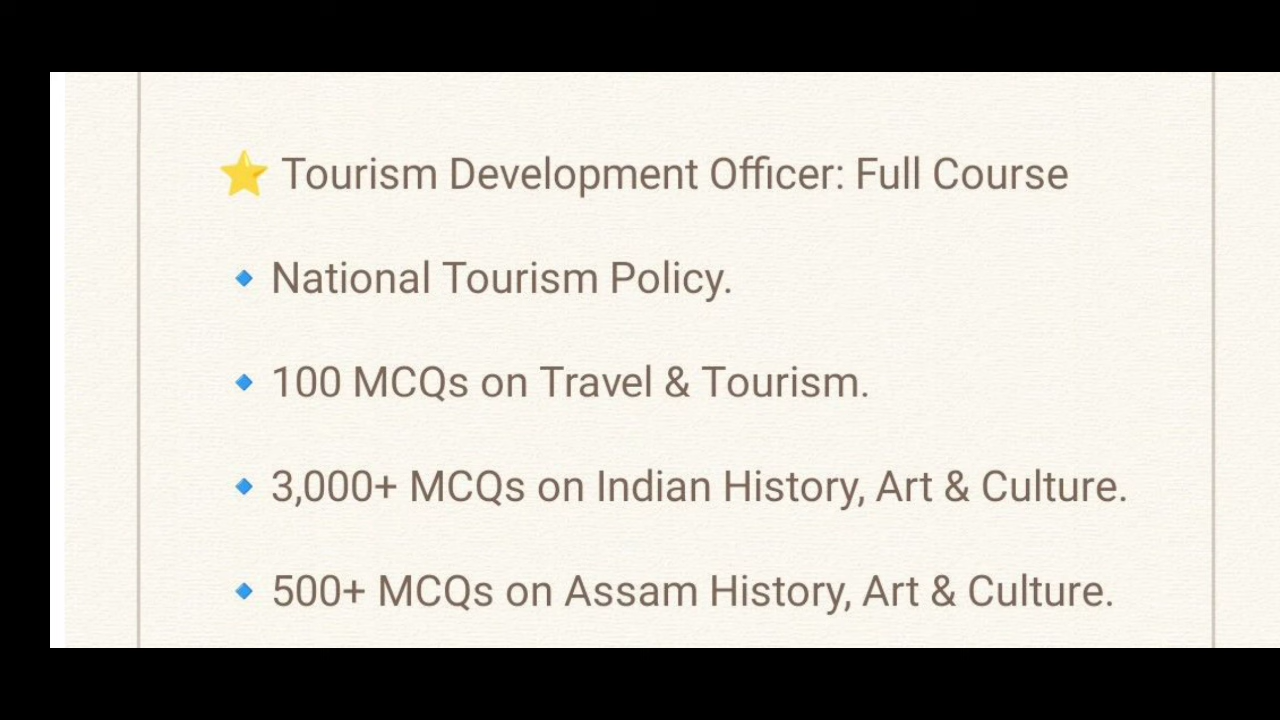 ⭐ Tourism Development Officer: Full Course
🔹 National Tourism Policy.
🔹 100 MCQs on Travel & Tourism.
🔹 3,000+ MCQs on Indian History, Art & Culture.
🔹 500+ MCQs on Assam History, Art & Culture.